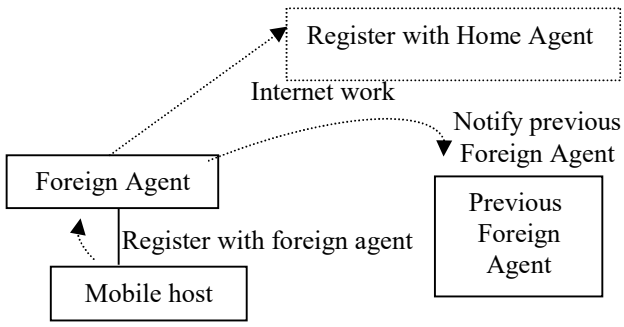 Register with Home Agent
Internet work
Notify previous
Foreign Agent
Foreign Agent
Previous
Foreign
Agent
Register with foreign agent
Mobile host